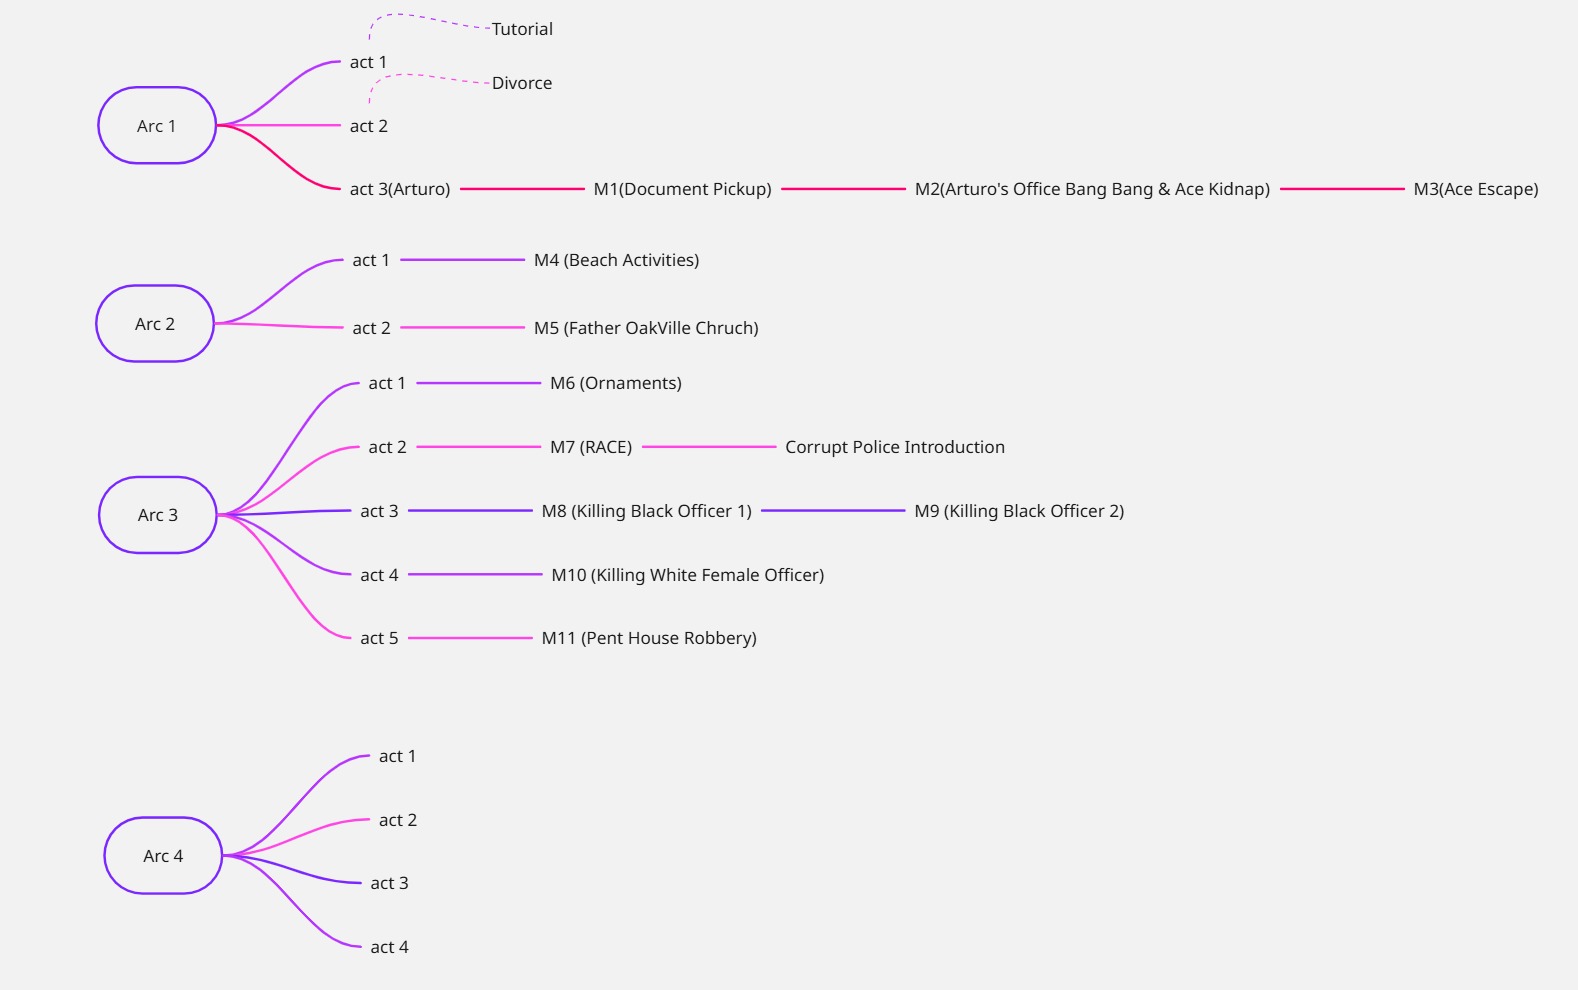 Tutorial
act 1
Divorce
Arc 1
act 2
act 3(Arturo)
M1(Document Pickup)
M2(Arturo's Office Bang Bang & Ace Kidnap)
M3(Ace Escape)
act 1
M4 (Beach Activities)
Arc 2
act 2
M5 (Father OakVille Chruch)
act 1
M6 (Ornaments)
act 2
M7 (RACE)
Corrupt Police Introduction
Arc 3
act 3
M8 (Killing Black Officer 1)
M9 (Killing Black Officer 2)
act 4
M10 (Killing White Female Officer)
act 5
M11 (Pent House Robbery)
act 1
act 2
Arc 4
act 3
act 4